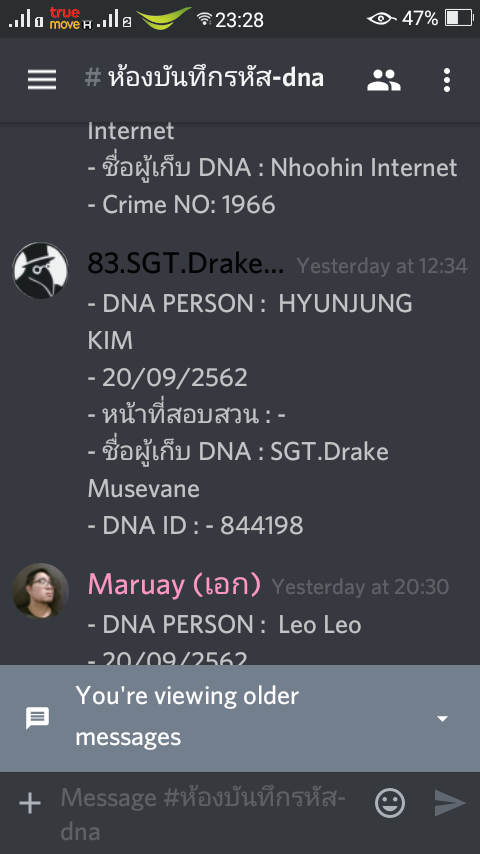 true
move H
2
23:28
47%
# ห้องบันทึกรหัส-dna
Internet
- ชื่อผู้เก็บ DNA : Nhoohin Internet
- Crime NO: 1966
83.SGT.Drake... Yesterday at 12:34
- DNA PERSON :  HYUNJUNG
KIM
- 20/09/2562
- หน้าที่สอบสวน : -
- ชื่อผู้เก็บ DNA : SGT.Drake
Musevane
- DNA ID : - 844198
Maruay (เอก) Yesterday at 20:30
- DNA PERSON :  Leo Leo
- 20/09/2562
You're viewing older
messages
Message #ห้องบันทึกรหัส-
dna